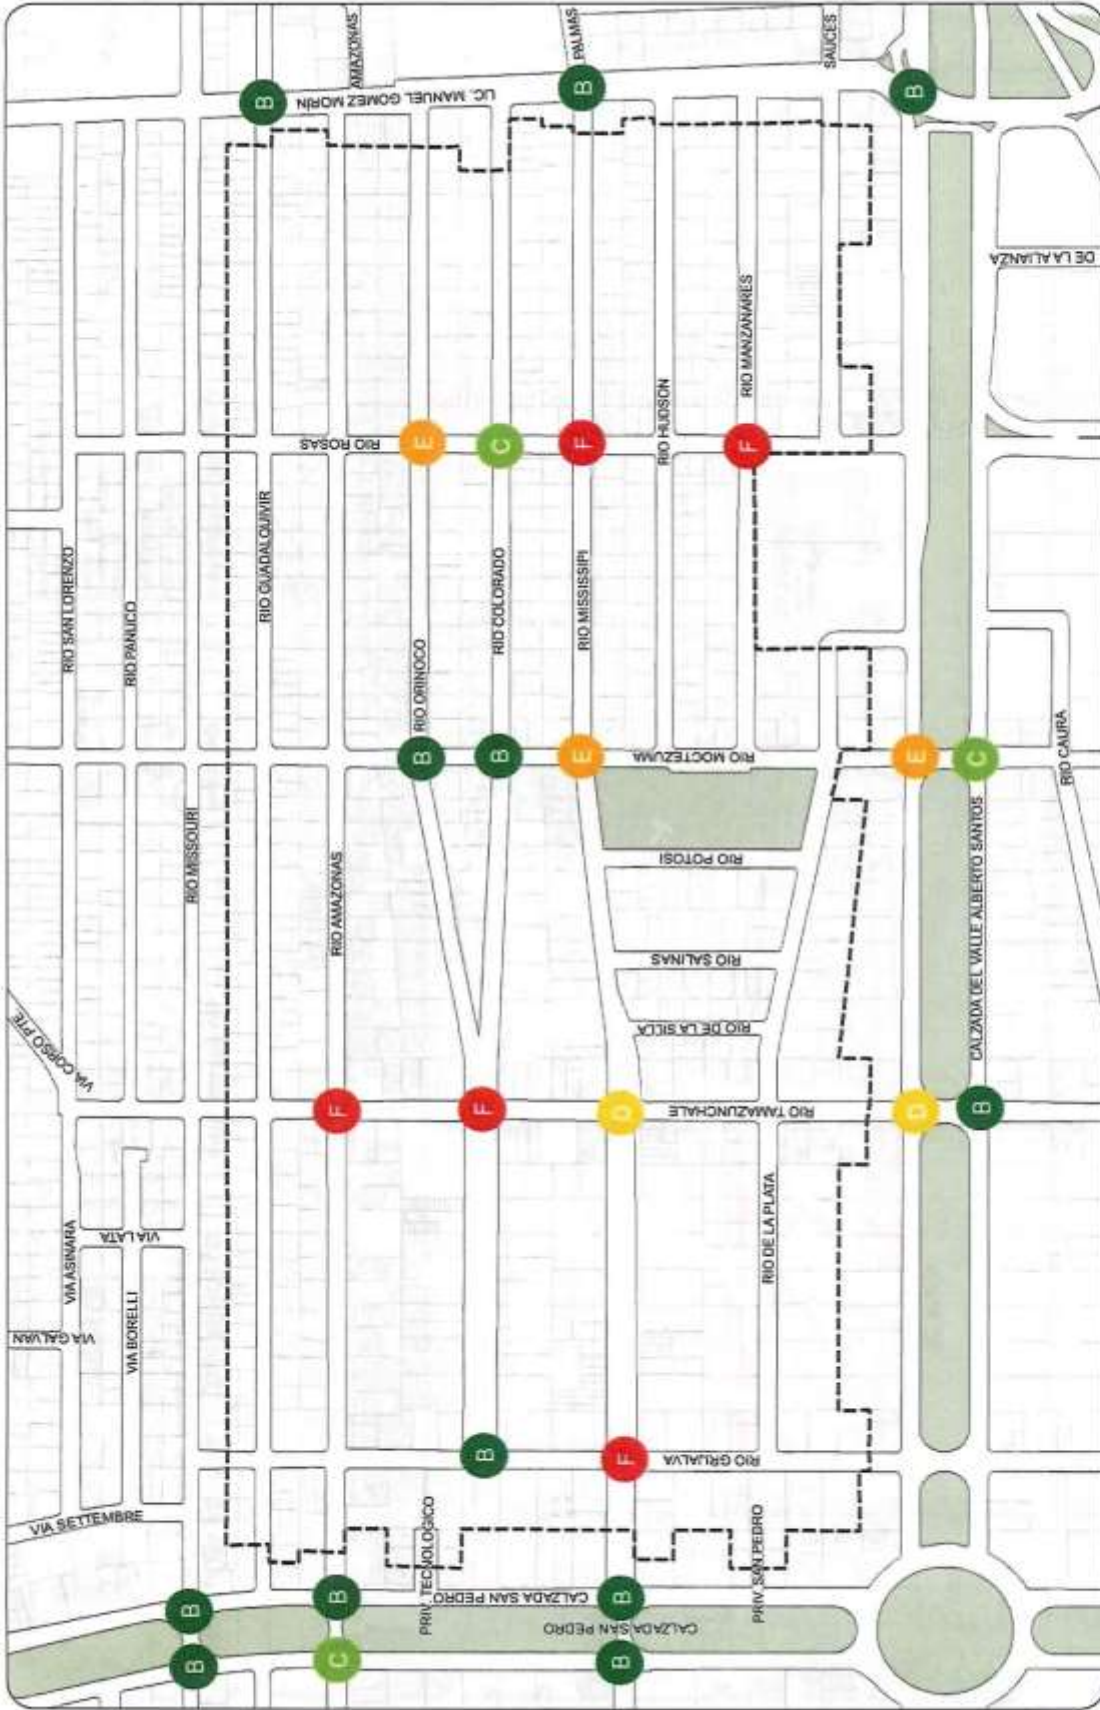 AMAZONAS
PALMAS
SAUCES
LIC. MANUEL GOMEZ MORÍN
B
B
B
DE LA ALIANZA
RIO MANZANARES
RIO HUDSON
RIO ROSAS
E
C
F
F
RIO SAN LORENZO
RIO PANUCO
RIO GUADALQUIVIR
RIO COLORADO
RIO MISSISSIPI
RIO ORINOCO
B
B
E
RIO MOCTEZUMA
E
C
RIO CAURA
RIO MISSOURI
RIO AMAZONAS
RIO POTOSI
RIO SALINAS
RIO DE LA SILLA
CALZADA DEL VALLE ALBERTO SANTOS
VIA CORSO PTE.
F
F
D
RIO TAMAZUNCHALE
D
B
VIA ASINARA
VIA LATA
VIA GALVAN
VIA BORELLI
RIO DE LA PLATA
B
F
RIO GRIJALVA
VIA SETTEMBRE
PRIV. TECNOLOGICO
PRIV. SAN PEDRO
CALZADA SAN PEDRO
CALZADA SAN PEDRO
B
B
B
B
C
B